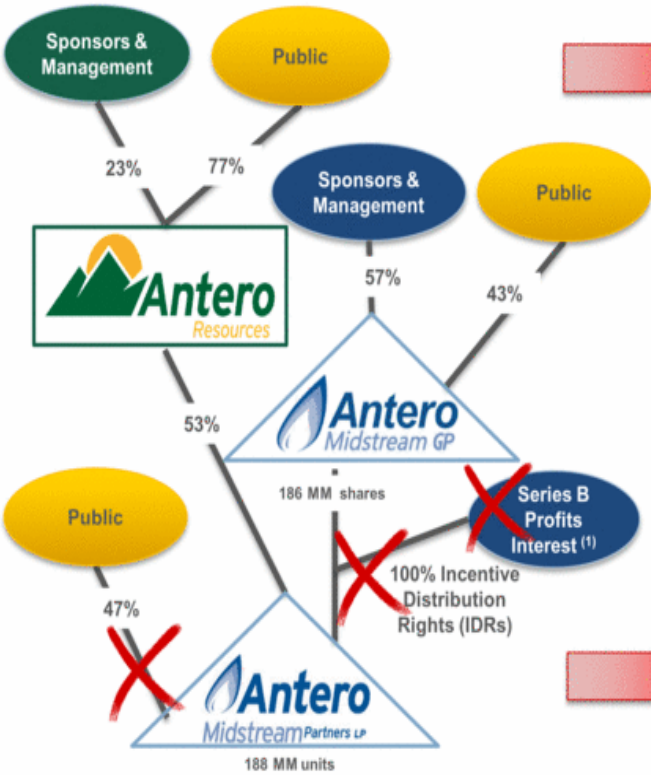 Sponsors &
Management
Public
23%
77%
Sponsors &
Management
Public
57%
43%
Antero
Resources
53%
Antero
Midstream GP
186 MM shares
Series B
Profits
Interest (1)
Public
100% Incentive
Distribution
Rights (IDRs)
47%
Antero
Midstream Partners LP
188 MM units